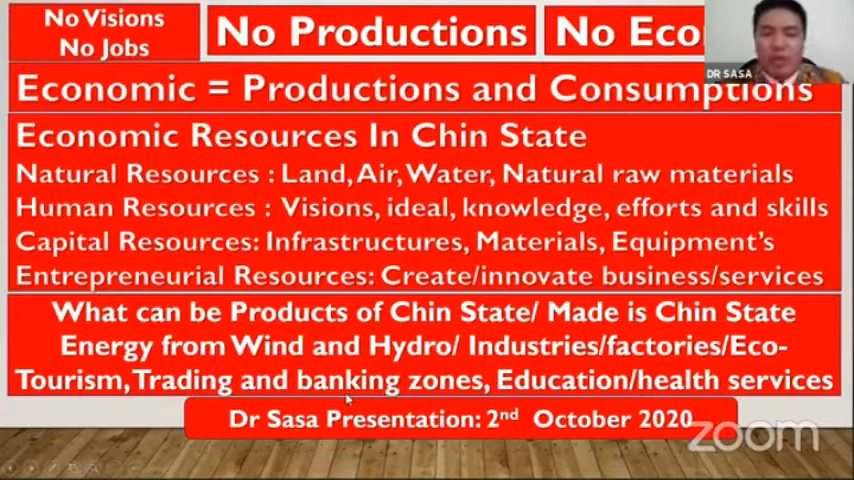 No Visions
No Jobs
No Productions
No Eco
DR SASA
Economic = Productions and Consumptions
Economic Resources In Chin State
Natural Resources : Land, Air, Water, Natural raw materials
Human Resources : Visions, ideal, knowledge, efforts and skills
Capital Resources: Infrastructures, Materials, Equipment's
Entrepreneurial Resources: Create/innovate business/services
What can be Products of Chin State/ Made is Chin State
Energy from Wind and Hydro/ Industries/factories/Eco-
Tourism, Trading and banking zones, Education/health services
Dr Sasa Presentation: 2nd October 2020
zoom